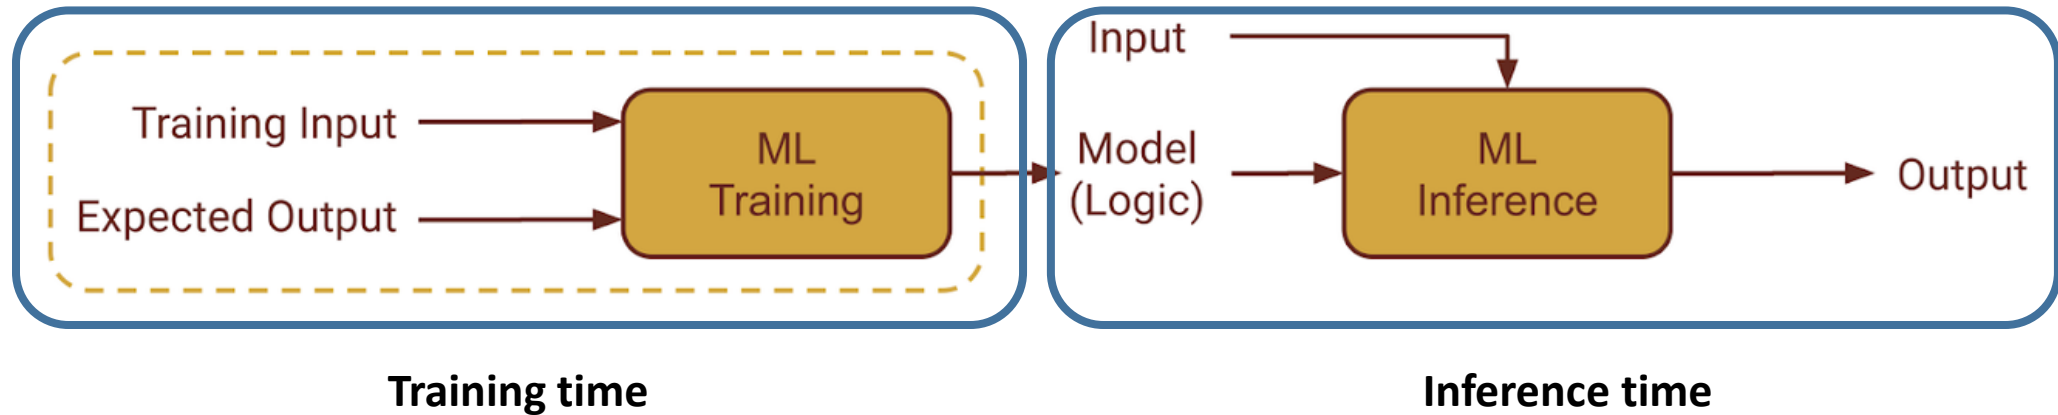 Training Input
Expected Output
ML
Training
Input
Model
(Logic)
ML
Inference
Output
Training time
Inference time